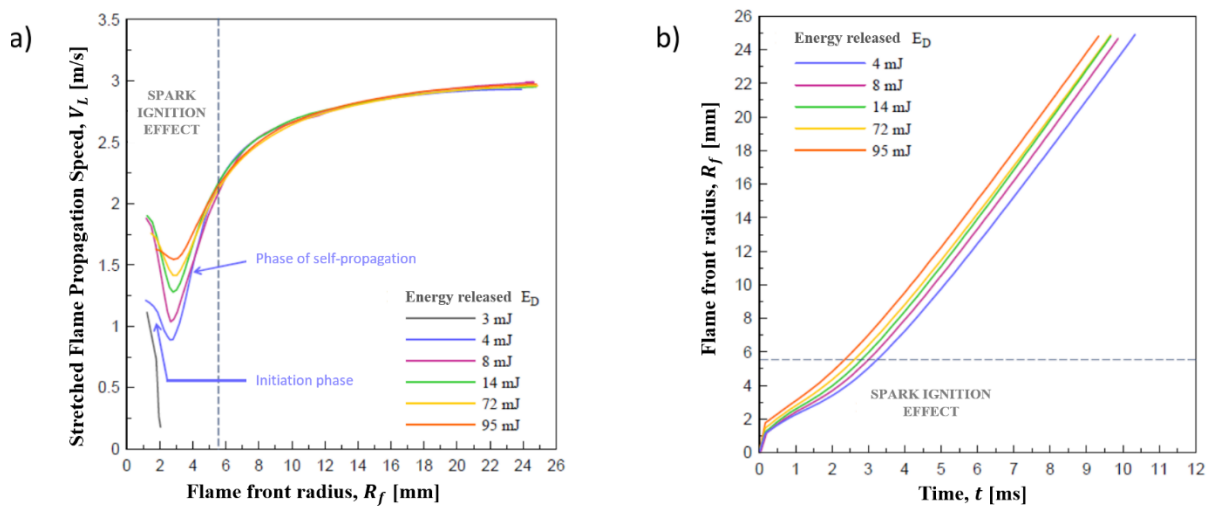 a)
Stretched Flame Propagation Speed, V_L [m/s]
3.5
3
2.5
2
1.5
1
0.5
0
SPARK
IGNITION
EFFECT
Phase of self-propagation
Initiation phase
Energy released E_D
3 mJ
4 mJ
8 mJ
14 mJ
72 mJ
95 mJ
0 2 4 6 8 10 12 14 16 18 20 22 24 26
Flame front radius, R_f [mm]
b)
Flame front radius, R_f [mm]
26
24
22
20
18
16
14
12
10
8
6
4
2
0
Energy released E_D
4 mJ
8 mJ
14 mJ
72 mJ
95 mJ
SPARK IGNITION
EFFECT
0 1 2 3 4 5 6 7 8 9 10 11 12
Time, t [ms]